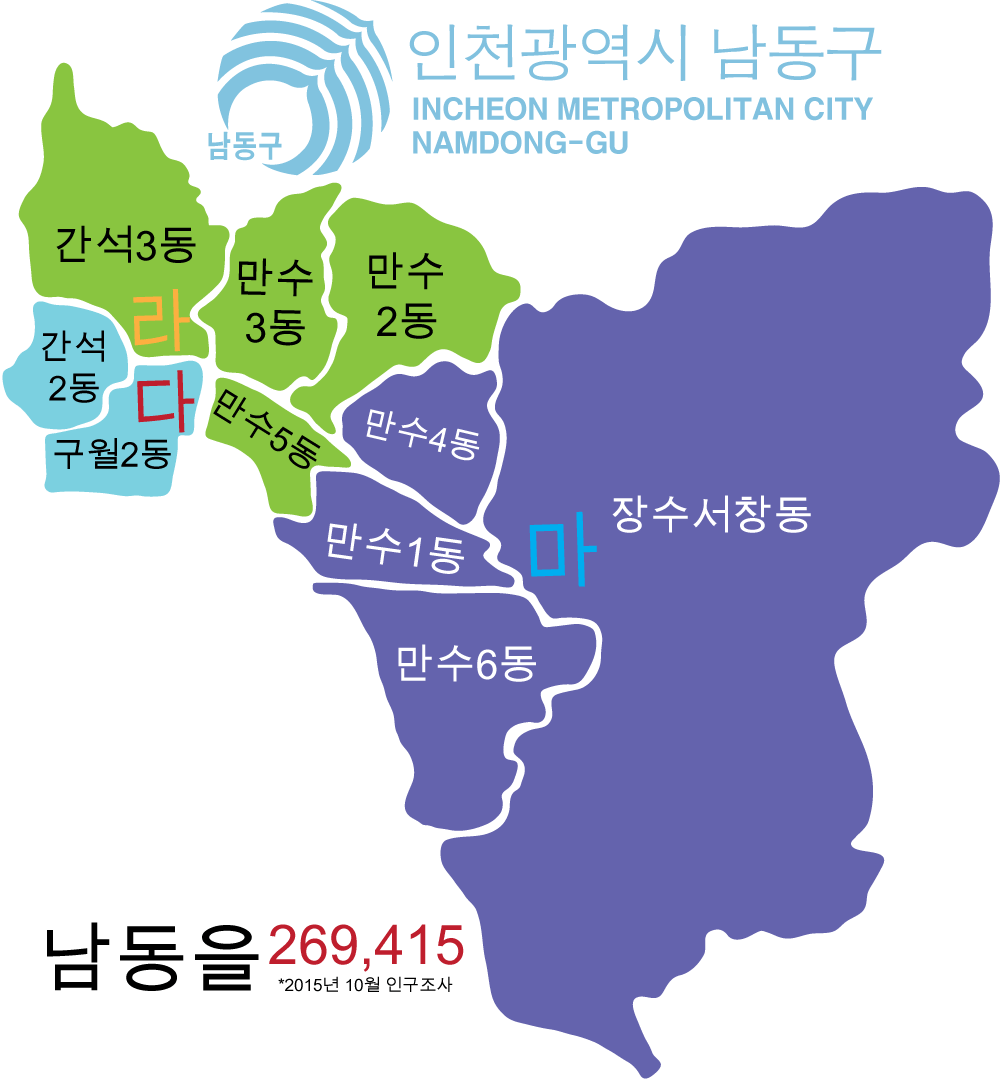 인천광역시 남동구
INCHEON METROPOLITAN CITY
NAMDONG-GU
남동구
간석3동
만수
3동
만수
2동
라
간석
2동
다
구월2동
만수5동
만수4동
만수1동
마
장수서창동
만수6동
남동을 269,415
*2015년 10월 인구조사